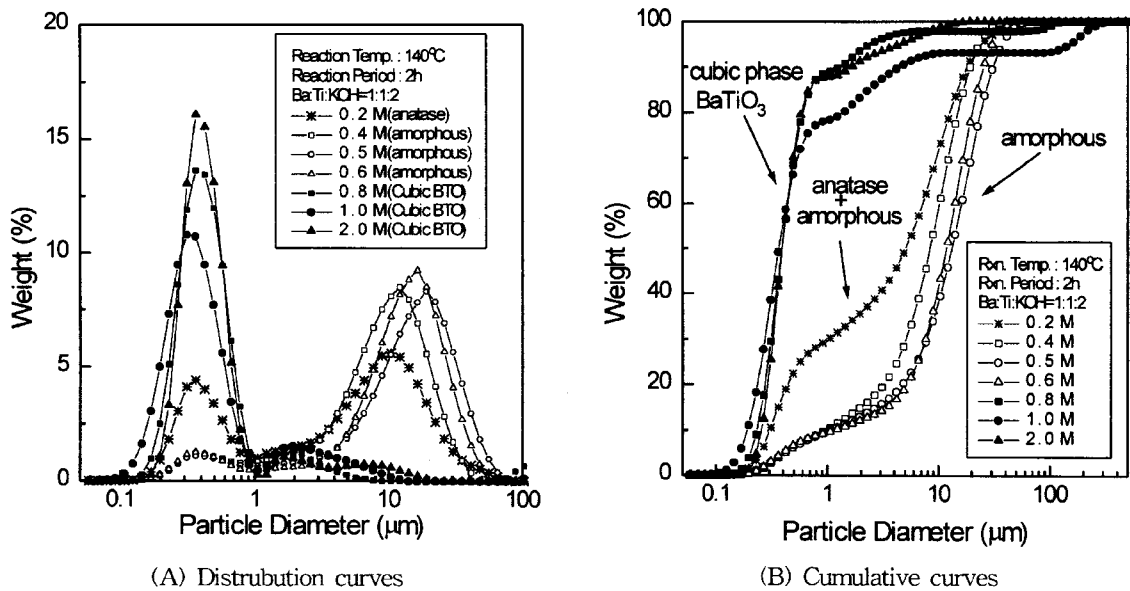 20
15
10
5
0
Weight (%)
Reaction Temp. : 140°C
Reaction Period : 2h
Ba:Ti:KOH=1:1:2
0.2 M(anatase)
0.4 M(amorphous)
0.5 M(amorphous)
0.6 M(amorphous)
0.8 M(Cubic BTO)
1.0 M(Cubic BTO)
2.0 M(Cubic BTO)
0.1 1 10 100
Particle Diameter (μm)
(A) Distrubution curves
100
80
60
40
20
0
Weight (%)
cubic phase
BaTiO3
anatase
+
amorphous
amorphous
Rxn. Temp. : 140°C
Rxn. Period : 2h
Ba:Ti:KOH=1:1:2
0.2 M
0.4 M
0.5 M
0.6 M
0.8 M
1.0 M
2.0 M
0.1 1 10 100
Particle Diameter (μm)
(B) Cumulative curves